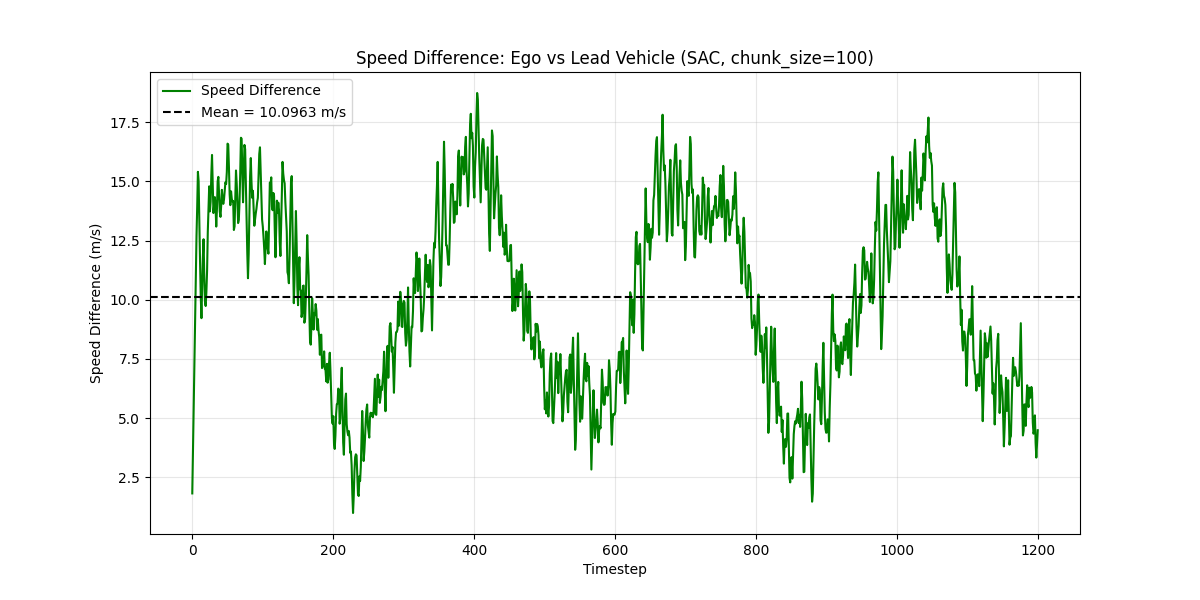 Speed Difference: Ego vs Lead Vehicle (SAC, chunk_size=100)
Speed Difference
Mean = 10.0963 m/s
Speed Difference (m/s)
17.5
15.0
12.5
10.0
7.5
5.0
2.5
0 200 400 600 800 1000 1200
Timestep